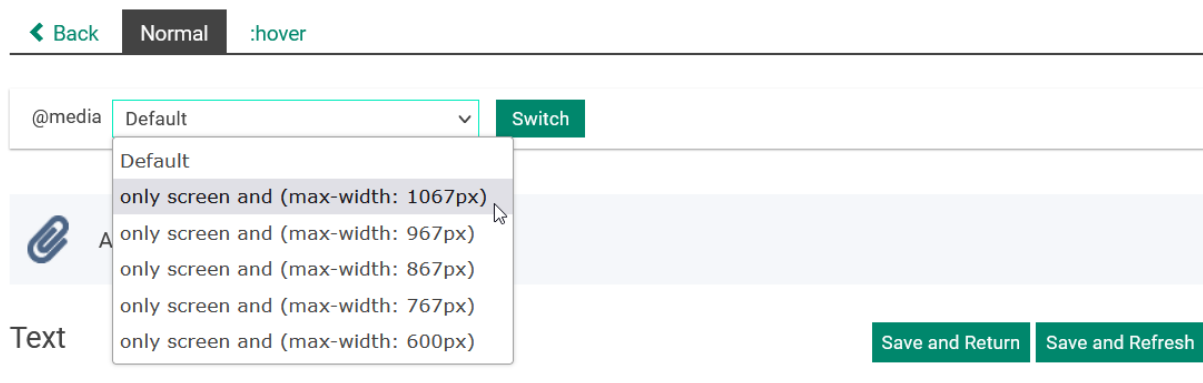 Back Normal :hover
@media Default Switch
Default
only screen and (max-width: 1067px)
only screen and (max-width: 967px)
A
only screen and (max-width: 867px)
only screen and (max-width: 767px)
only screen and (max-width: 600px)
Text Save and Return Save and Refresh